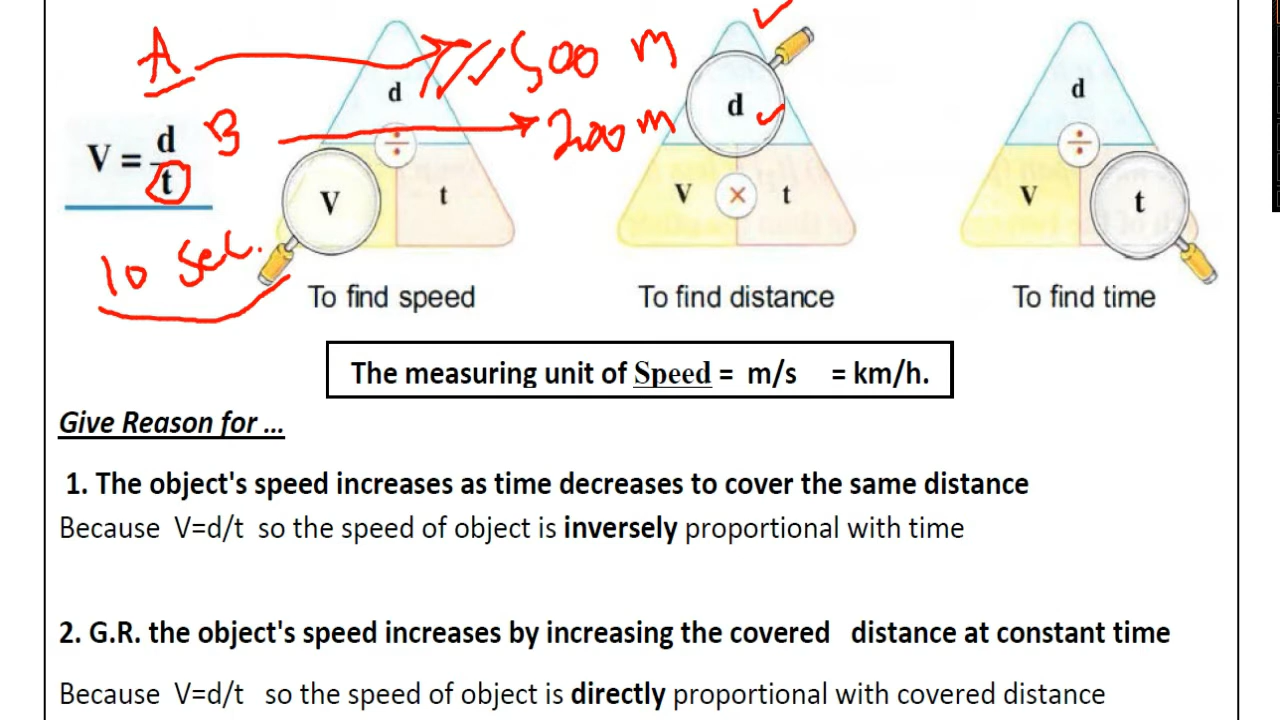 A 500 m
d
d
d
B 200 m
V = d/t
÷
÷
V
t
V
×
t
V
t
10 sec.
To find speed
To find distance
To find time
The measuring unit of Speed = m/s = km/h.
Give Reason for ...
1. The object's speed increases as time decreases to cover the same distance
Because V=d/t so the speed of object is inversely proportional with time
2. G.R. the object's speed increases by increasing the covered distance at constant time
Because V=d/t so the speed of object is directly proportional with covered distance